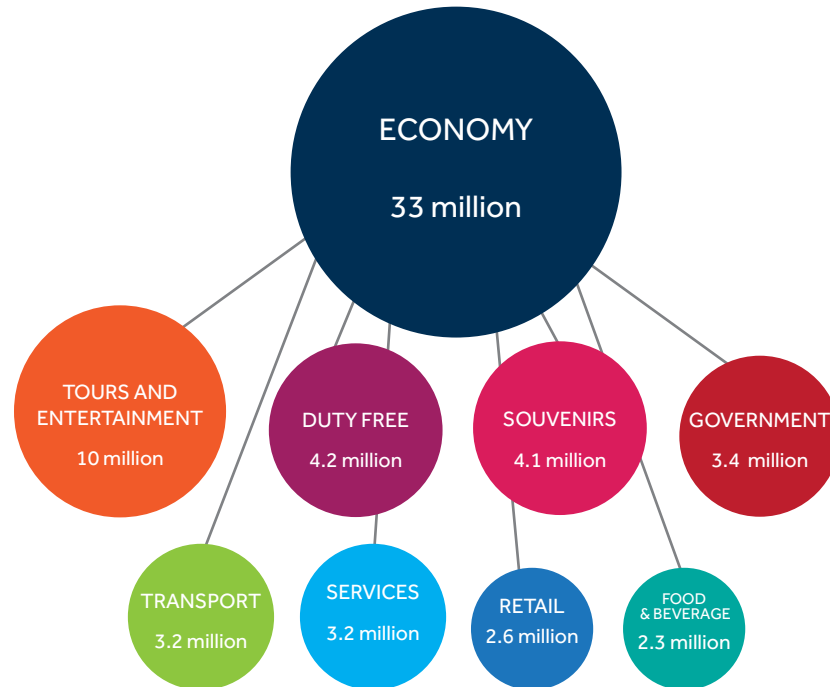 ECONOMY
33 million
TOURS AND
ENTERTAINMENT
10 million
DUTY FREE
4.2 million
SOUVENIRS
4.1 million
GOVERNMENT
3.4 million
TRANSPORT
3.2 million
SERVICES
3.2 million
RETAIL
2.6 million
FOOD
& BEVERAGE
2.3 million